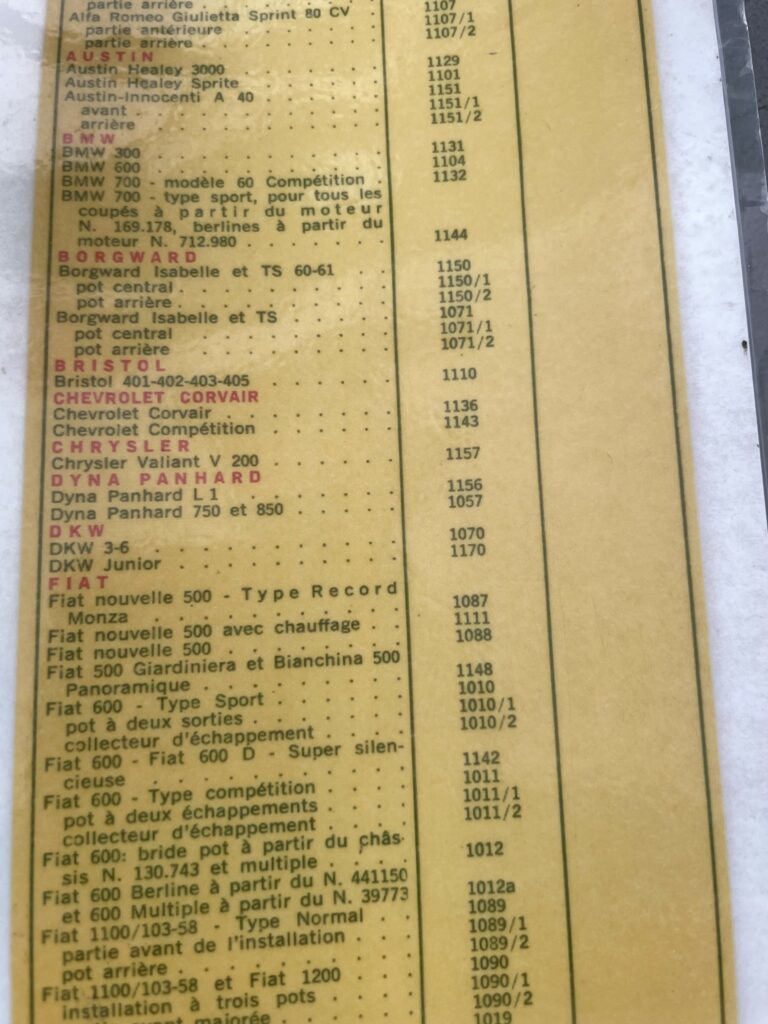 partie arrière .
Alfa Romeo Giulietta Sprint 80 CV . 1107
partie antérieure . . . . . . 1107/1
partie arrière . . . . . . . 1107/2
AUSTIN
Austin Healey 3000 . . . . . . 1129
Austin Healey Sprite . . . . . . 1101
Austin-Innocenti A 40 . . . . . 1151
avant . . . . . . . . . . 1151/1
arrière . . . . . . . . . . 1151/2
BMW
BMW 300 . . . . . . . . . 1131
BMW 600 . . . . . . . . . 1104
BMW 700 - modèle 60 Compétition . 1132
BMW 700 - type sport, pour tous les
coupés à partir du moteur
N. 169.178, berlines à partir du
moteur N. 712.980 . . . . . . 1144
BORGWARD
Borgward Isabelle et TS 60-61 . . 1150
pot central . . . . . . . . 1150/1
pot arrière . . . . . . . . 1150/2
Borgward Isabelle et TS . . . . 1071
pot central . . . . . . . . 1071/1
pot arrière . . . . . . . . 1071/2
BRISTOL
Bristol 401-402-403-405 . . . . . 1110
CHEVROLET CORVAIR
Chevrolet Corvair . . . . . . . 1136
Chevrolet Compétition . . . . . 1143
CHRYSLER
Chrysler Valiant V 200 . . . . . 1157
DYNA PANHARD
Dyna Panhard L 1 . . . . . . 1156
Dyna Panhard 750 et 850 . . . . 1057
DKW
DKW 3-6 . . . . . . . . . 1070
DKW Junior . . . . . . . . 1170
FIAT
Fiat nouvelle 500 - Type Record
Monza . . . . . . . . . . 1087
Fiat nouvelle 500 avec chauffage . . 1111
Fiat nouvelle 500 . . . . . . . 1088
Fiat 500 Giardiniera et Bianchina 500
Panoramique . . . . . . . . 1148
Fiat 600 - Type Sport . . . . . 1010
pot à deux sorties . . . . . . 1010/1
collecteur d'échappement . . . . 1010/2
Fiat 600 - Fiat 600 D - Super silen-
cieuse . . . . . . . . . . 1142
Fiat 600 - Type compétition . . . . 1011
pot à deux échappements . . . . 1011/1
collecteur d'échappement . . . . 1011/2
Fiat 600: bride pot à partir du châs-
sis N. 130.743 et multiple . . . . 1012
Fiat 600 Berline à partir du N. 441150
et 600 Multiple à partir du N. 39773 1012a
Fiat 1100/103-58 - Type Normal . . 1089
partie avant de l'installation . . . 1089/1
pot arrière . . . . . . . . . 1089/2
Fiat 1100/103-58 et Fiat 1200 . . . 1090
installation à trois pots . . . . 1090/1
majorée . . . . . 1090/2
1019